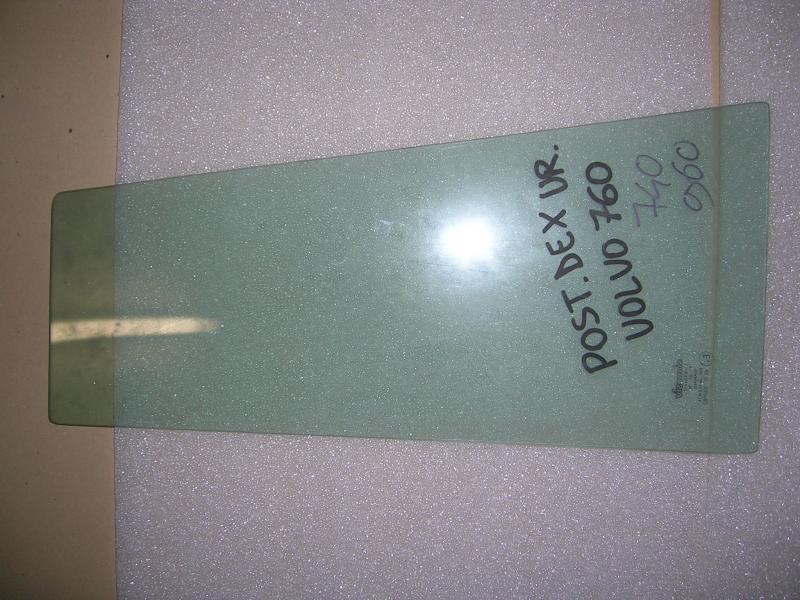 POST. DEX VR.
VOLVO 760
740
960